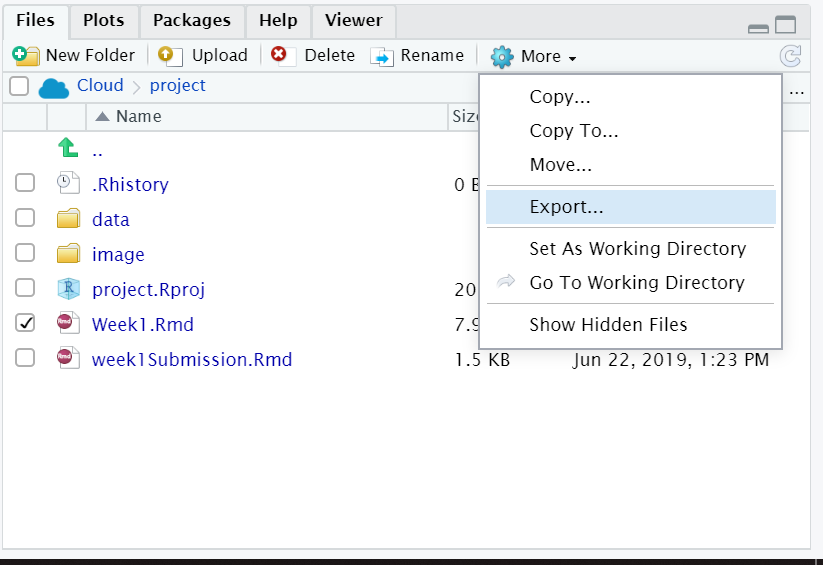 Files Plots Packages Help Viewer
New Folder Upload Delete Rename More
Cloud project ...
Name
Copy...
..
Copy To...
Move...
.Rhistory 0
Export...
data
image
Set As Working Directory
project.Rproj 20
Go To Working Directory
Week1.Rmd 7.9
Show Hidden Files
week1Submission.Rmd 1.5 KB Jun 22, 2019, 1:23 PM